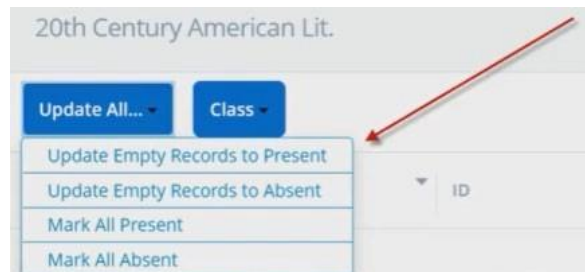 20th Century American Lit.
Update All... Class
Update Empty Records to Present
Update Empty Records to Absent
ID
Mark All Present
Mark All Absent